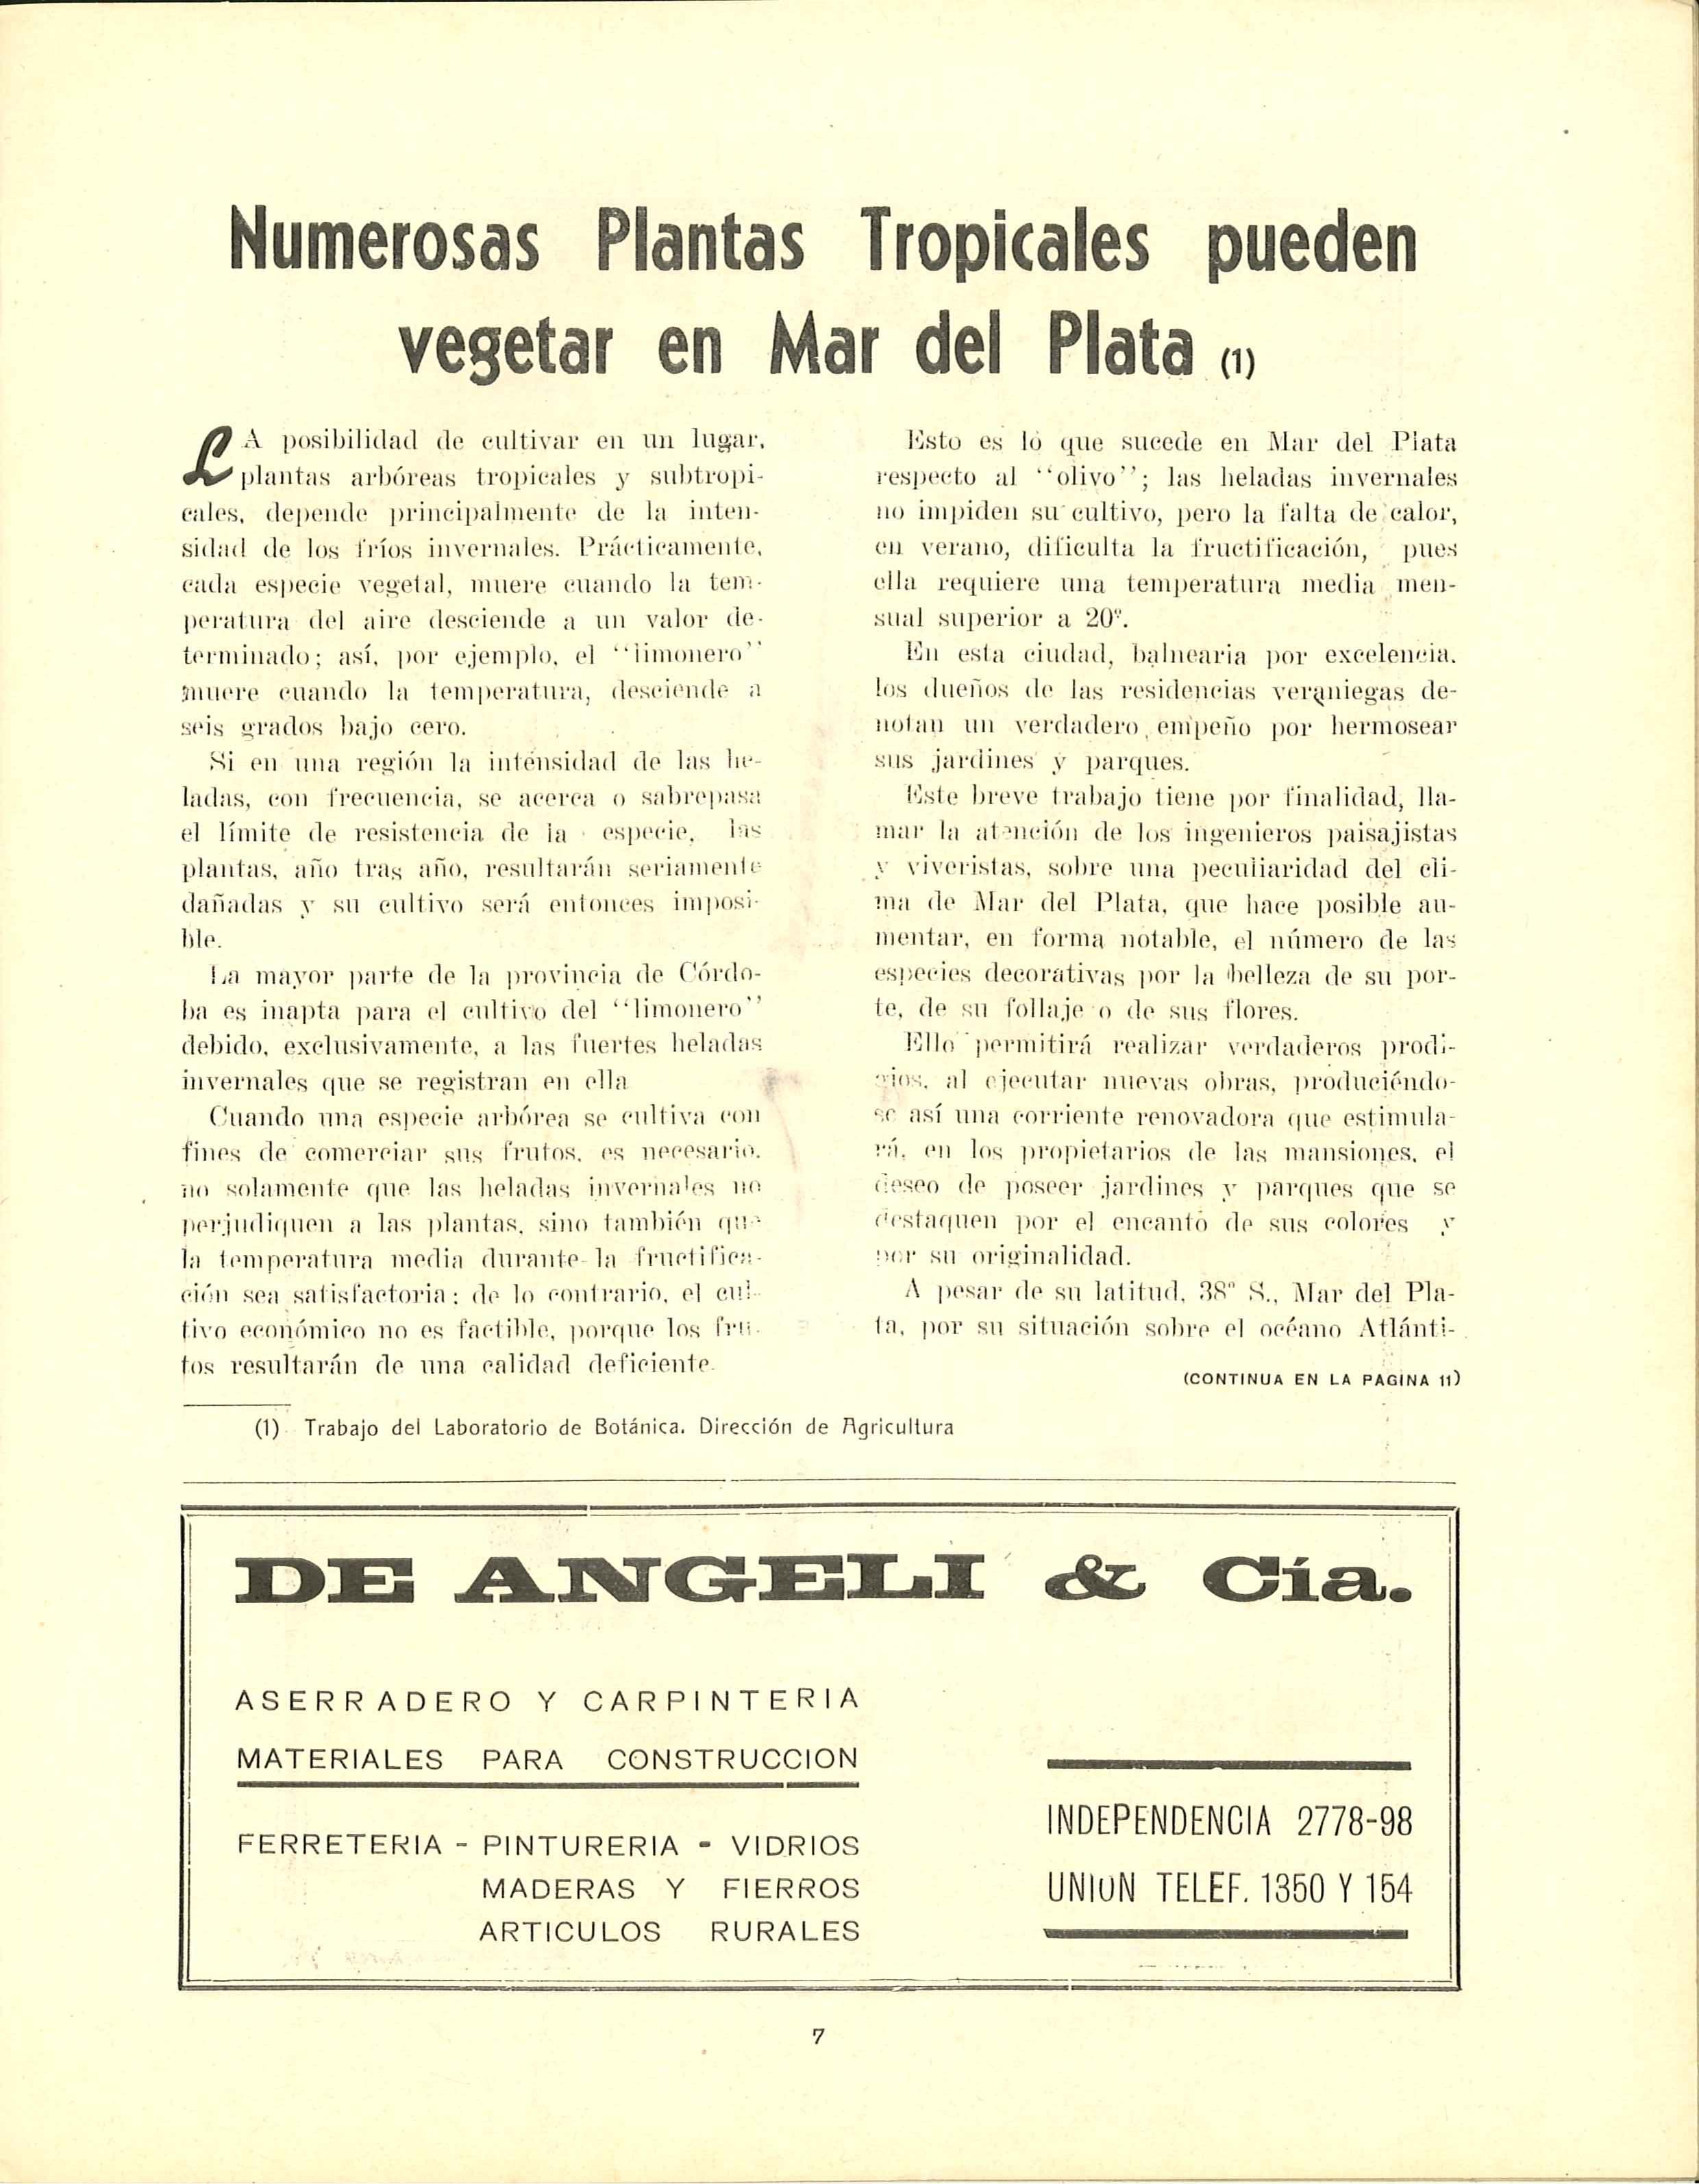 Numerosas Plantas Tropicales pueden
vegetar en Mar del Plata (1)
LA posibilidad de cultivar en un lugar,
plantas arbóreas tropicales y subtropi-
cales, depende principalmente de la inten-
sidad de los fríos invernales. Prácticamente,
cada especie vegetal, muere cuando la tem-
peratura del aire desciende a un valor de-
terminado; así, por ejemplo, el "limonero"
muere cuando la temperatura, desciende a
seis grados bajo cero.
Si en una región la inténsidad de las he-
ladas, con frecuencia, se acerca o sabrepasa
el límite de resistencia de la especie, las
plantas, año tras año, resultarán seriamente
dañadas y su cultivo será entonces imposi-
ble.
La mayor parte de la provincia de Córdo-
ba es inapta para el cultivo del "limonero"
debido, exclusivamente, a las fuertes heladas
invernales que se registran en ella
Cuando una especie arbórea se cultiva con
fines de comerciar sus frutos, es necesario,
no solamente que las heladas invernales no
perjudiquen a las plantas, sino también que
la temperatura media durante la fructifica-
ción sea satisfactoria; de lo contrario, el cul-
tivo económico no es factible, porque los fru-
tos resultarán de una calidad deficiente.
Esto es lo que sucede en Mar del Plata
respecto al "olivo"; las heladas invernales
no impiden su cultivo, pero la falta de calor,
en verano, dificulta la fructificación, pues
ella requiere una temperatura media men-
sual superior a 20°.
En esta ciudad, balnearia por excelencia,
los dueños de las residencias veraniegas de-
notan un verdadero empeño por hermosear
sus jardines y parques.
Este breve trabajo tiene por finalidad, lla-
mar la atención de los ingenieros paisajistas
y viveristas, sobre una peculiaridad del cli-
ma de Mar del Plata, que hace posible au-
mentar, en forma notable, el número de las
especies decorativas por la belleza de su por-
te, de su follaje o de sus flores.
Ello permitirá realizar verdaderos prodi-
gios, al ejecutar nuevas obras, produciéndo-
se así una corriente renovadora que estimula-
rá, en los propietarios de las mansiones, el
deseo de poseer jardines y parques que se
destaquen por el encanto de sus colores y
por su originalidad.
A pesar de su latitud, 38° S., Mar del Pla-
ta, por su situación sobre el océano Atlánti-
(CONTINUA EN LA PAGINA 11)
(1) Trabajo del Laboratorio de Botánica. Dirección de Agricultura
DE ANGELI & Cía.
ASERRADERO Y CARPINTERIA
MATERIALES PARA CONSTRUCCION
FERRETERIA - PINTURERIA - VIDRIOS
MADERAS Y FIERROS
ARTICULOS RURALES
INDEPENDENCIA 2778-98
UNION TELEF. 1350 Y 154
7